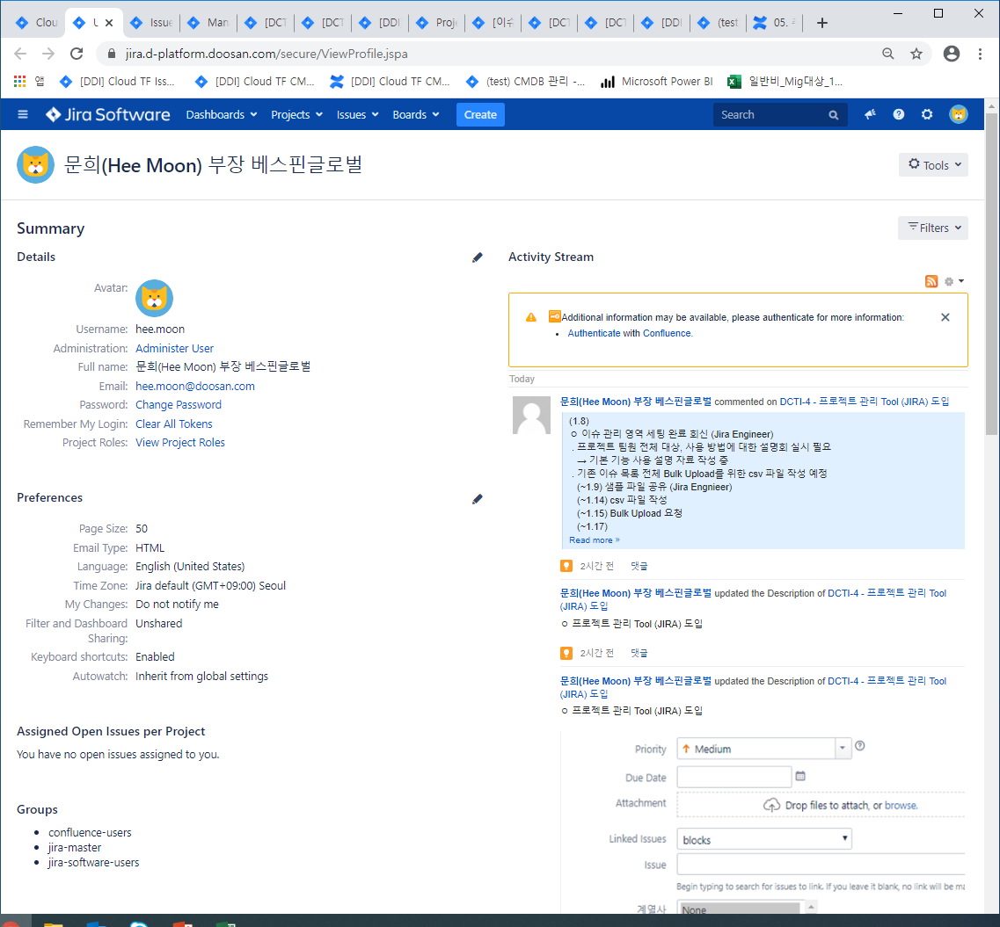 Clou
U
Issue
Man
[DCT
[DCT
[DDI
Proj
[이슈
[DCT
[DCT
[DDI
(test
05.
jira.d-platform.doosan.com/secure/ViewProfile.jspa
앱
[DDI] Cloud TF Iss...
[DDI] Cloud TF CM...
[DDI] Cloud TF CM...
(test) CMDB 관리 -...
Microsoft Power BI
일반비_Mig대상_1...
Jira Software
Dashboards
Projects
Issues
Boards
Create
Search
문희(Hee Moon) 부장 베스핀글로벌
Tools
Summary
Filters
Details
Avatar:
Username: hee.moon
Administration: Administer User
Full name: 문희(Hee Moon) 부장 베스핀글로벌
Email: hee.moon@doosan.com
Password: Change Password
Remember My Login: Clear All Tokens
Project Roles: View Project Roles
Preferences
Page Size: 50
Email Type: HTML
Language: English (United States)
Time Zone: Jira default (GMT+09:00) Seoul
My Changes: Do not notify me
Filter and Dashboard Unshared
Sharing:
Keyboard shortcuts: Enabled
Autowatch: Inherit from global settings
Assigned Open Issues per Project
You have no open issues assigned to you.
Groups
• confluence-users
• jira-master
• jira-software-users
Activity Stream
Additional information may be available, please authenticate for more information:
• Authenticate with Confluence.
Today
문희(Hee Moon) 부장 베스핀글로벌 commented on DCTI-4 - 프로젝트 관리 Tool (JIRA) 도입
(1.8)
ㅇ 이슈 관리 영역 세팅 완료 회신 (Jira Engineer)
. 프로젝트 팀원 전체 대상, 사용 방법에 대한 설명회 실시 필요
→ 기본 기능 사용 설명 자료 작성 중
. 기존 이슈 목록 전체 Bulk Upload를 위한 csv 파일 작성 예정
(~1.9) 샘플 파일 공유 (Jira Engnieer)
(~1.14) csv 파일 작성
(~1.15) Bulk Upload 요청
(~1.17)
Read more »
2시간 전 댓글
문희(Hee Moon) 부장 베스핀글로벌 updated the Description of DCTI-4 - 프로젝트 관리 Tool
(JIRA) 도입
ㅇ 프로젝트 관리 Tool (JIRA) 도입
2시간 전 댓글
문희(Hee Moon) 부장 베스핀글로벌 updated the Description of DCTI-4 - 프로젝트 관리 Tool
(JIRA) 도입
ㅇ 프로젝트 관리 Tool (JIRA) 도입
Priority Medium
Due Date
Attachment Drop files to attach, or browse.
Linked Issues blocks
Issue
Begin typing to search for issues to link. If you leave it blank, no link will be ma
계열사 None